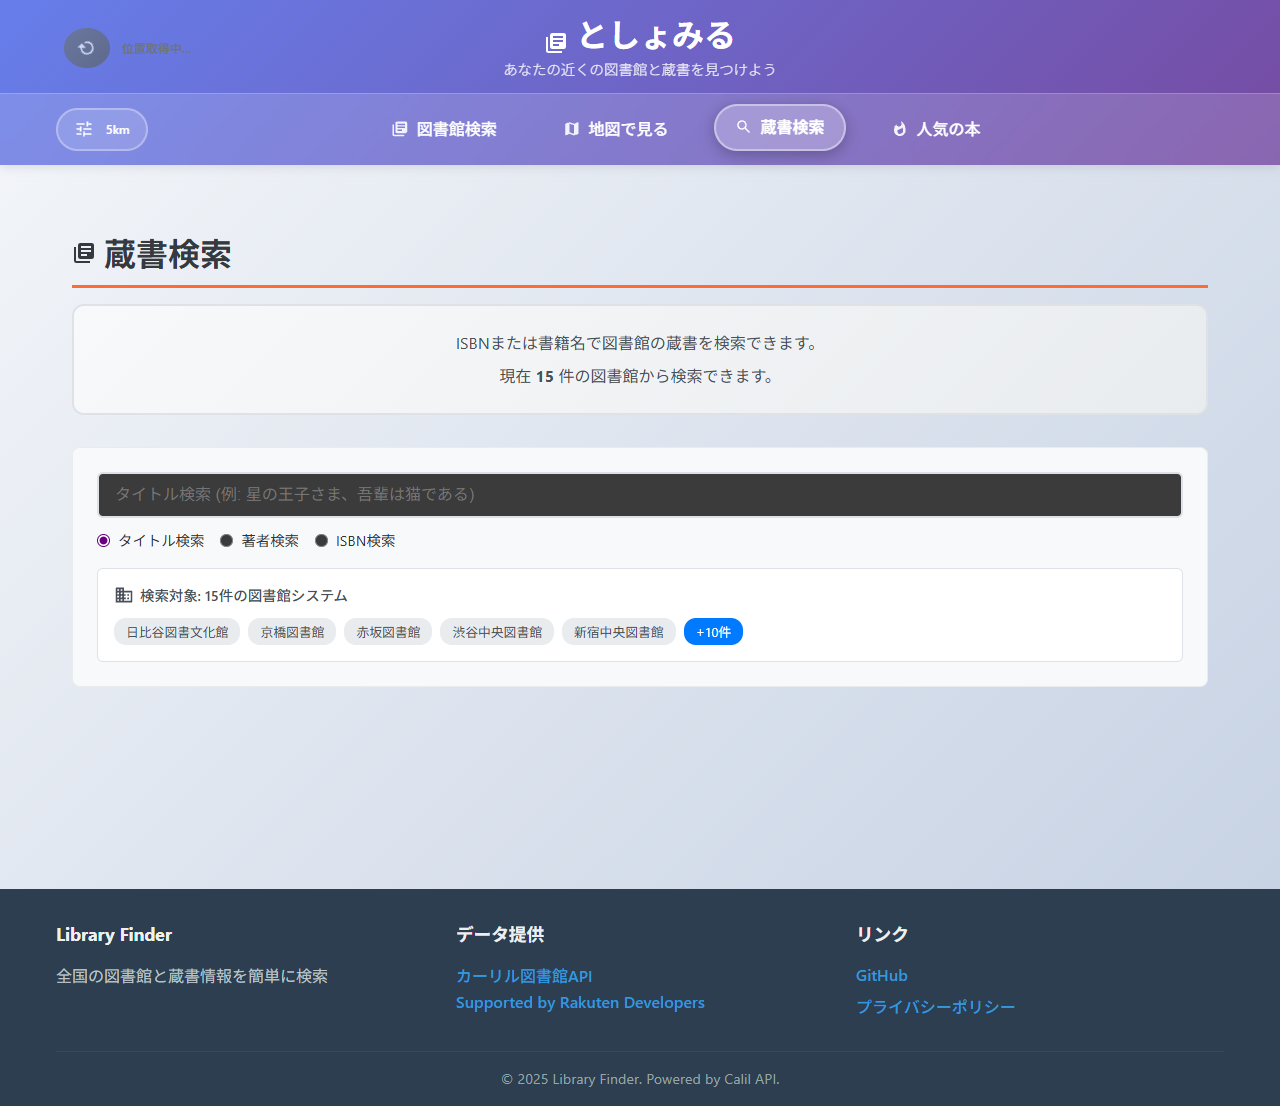 位置取得中...
としょみる
あなたの近くの図書館と蔵書を見つけよう
5km
図書館検索
地図で見る
蔵書検索
人気の本
蔵書検索
ISBNまたは書籍名で図書館の蔵書を検索できます。
現在 15 件の図書館から検索できます。
タイトル検索 (例: 星の王子さま、吾輩は猫である)
タイトル検索 著者検索 ISBN検索
検索対象: 15件の図書館システム
日比谷図書文化館 京橋図書館 赤坂図書館 渋谷中央図書館 新宿中央図書館 +10件
Library Finder
全国の図書館と蔵書情報を簡単に検索
データ提供
カーリル図書館API
Supported by Rakuten Developers
リンク
GitHub
プライバシーポリシー
© 2025 Library Finder. Powered by Calil API.